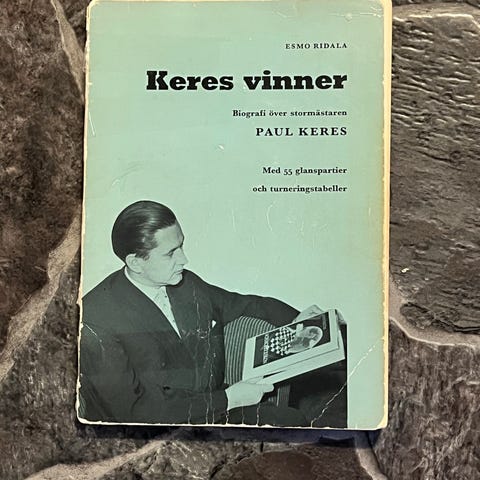 ESMO RIDALA
Keres vinner
Biografi över stormästaren
PAUL KERES
Med 55 glanspartier
och turneringstabeller